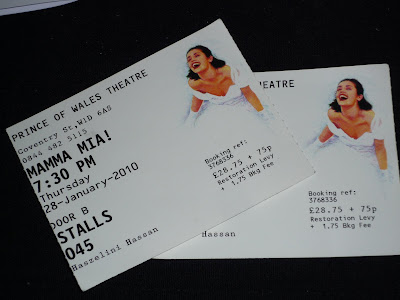 PRINCE OF WALES THEATRE
Coventry St,W1D 6AS
0844 482 5115
MAMMA MIA!
7:30 PM
Thursday
28-January-2010
DOOR B
STALLS
O45
Haszelini Hassan
Booking ref:
3768336
£28.75 + 75p
Restoration Levy
+ 1.75 Bkg Fee
THEATRE
Booking ref:
3768336
£28.75 + 75p
Restoration Levy
+ 1.75 Bkg Fee
Hassan